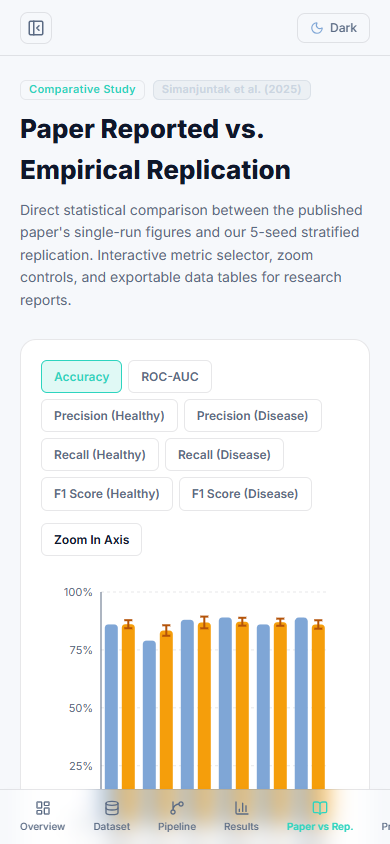 Dark
Comparative Study Simanjuntak et al. (2025)
Paper Reported vs.
Empirical Replication
Direct statistical comparison between the published
paper's single-run figures and our 5-seed stratified
replication. Interactive metric selector, zoom
controls, and exportable data tables for research
reports.
Accuracy ROC-AUC
Precision (Healthy) Precision (Disease)
Recall (Healthy) Recall (Disease)
F1 Score (Healthy) F1 Score (Disease)
Zoom In Axis
100%
75%
50%
25%
Overview Dataset Pipeline Results Paper vs Rep.